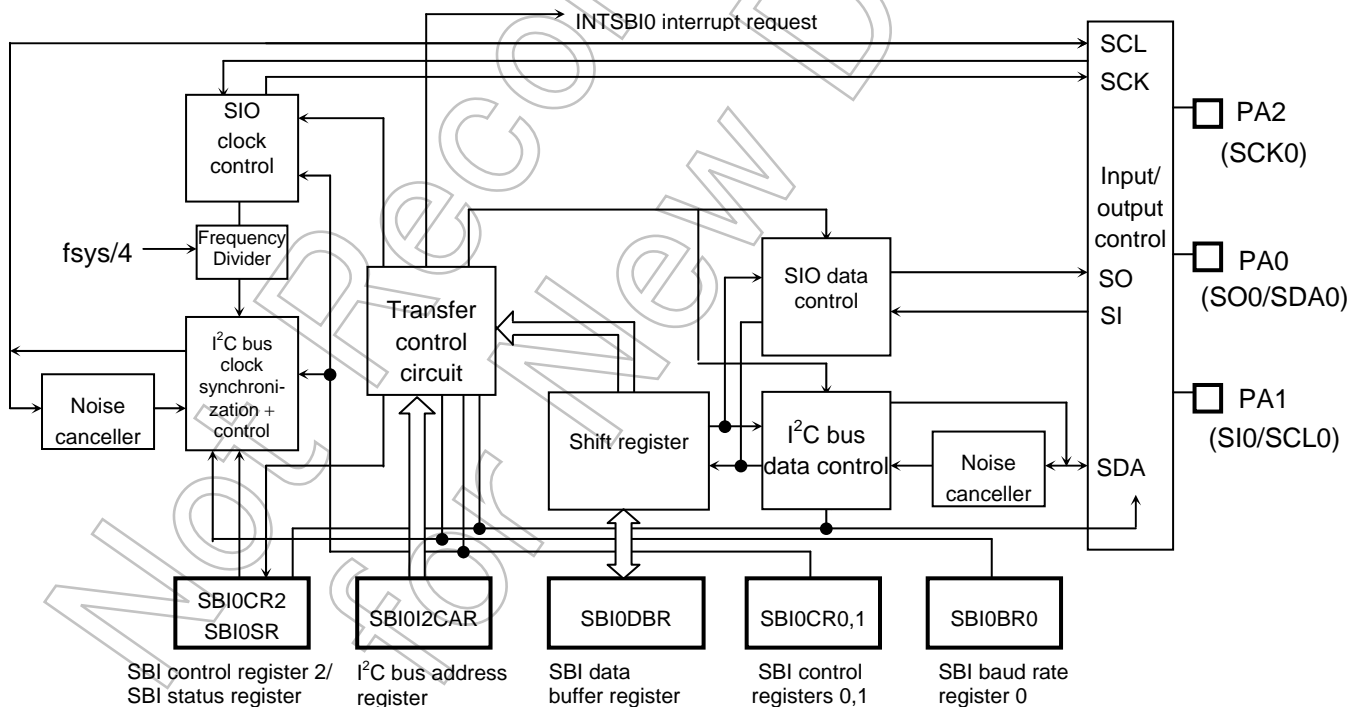 INTSBI0 interrupt request
SCL
SCK
SIO
clock
control
PA2
(SCK0)
Input/
output
control
fsys/4
Frequency
Divider
SIO data
control
SO
SI
PA0
(SO0/SDA0)
Transfer
control
circuit
I²C bus
clock
synchroni-
zation +
control
Noise
canceller
Shift register
I²C bus
data control
Noise
canceller
SDA
PA1
(SI0/SCL0)
SBI0CR2
SBI0SR
SBI0I2CAR
SBI0DBR
SBI0CR0,1
SBI0BR0
SBI control register 2/
SBI status register
I²C bus address
register
SBI data
buffer register
SBI control
registers 0,1
SBI baud rate
register 0
Not Recom
for New D